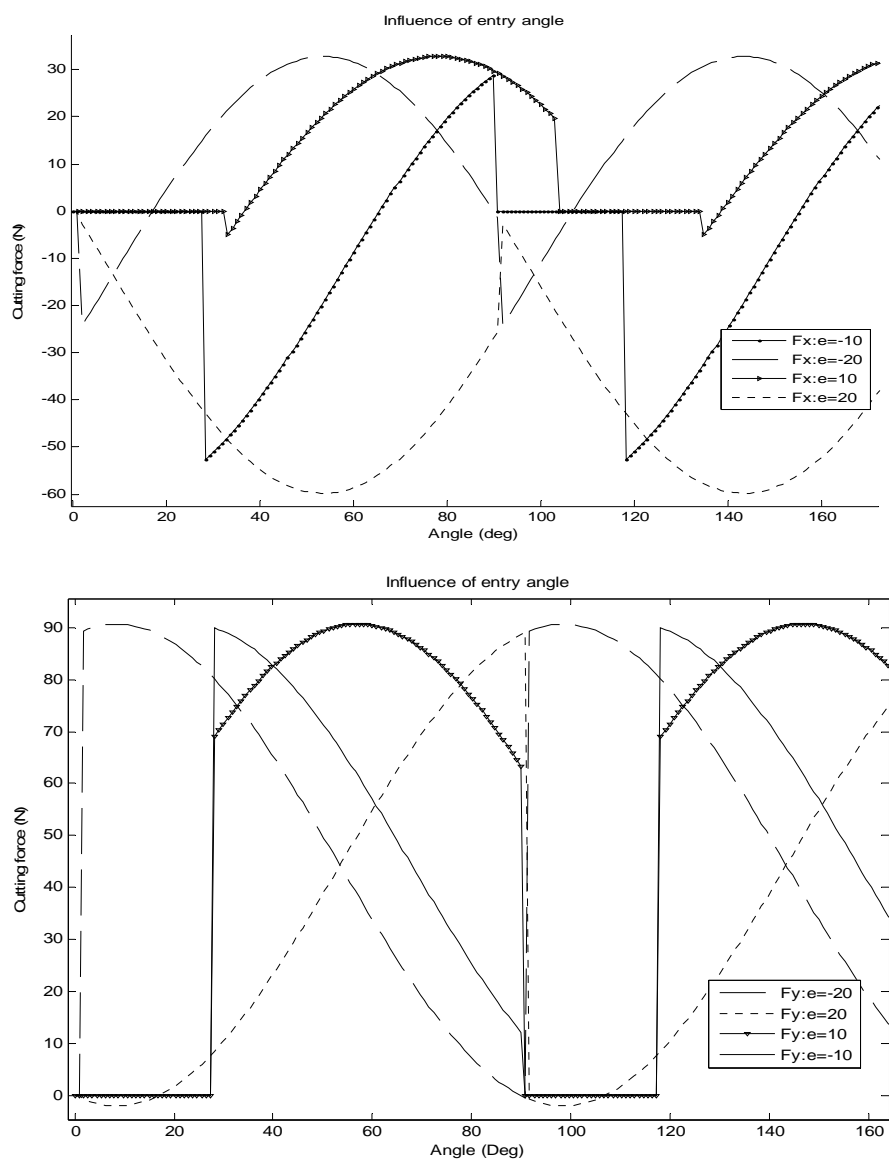 Influence of entry angle
30
20
10
0
-10
-20
-30
-40
-50
-60
Cutting force (N)
Fx:e=-10
Fx:e=-20
Fx:e=10
Fx:e=20
0 20 40 60 80 100 120 140 160
Angle (deg)
Influence of entry angle
90
80
70
60
50
40
30
20
10
0
Cutting force (N)
Fy:e=-20
Fy:e=20
Fy:e=10
Fy:e=-10
0 20 40 60 80 100 120 140 160
Angle (Deg)